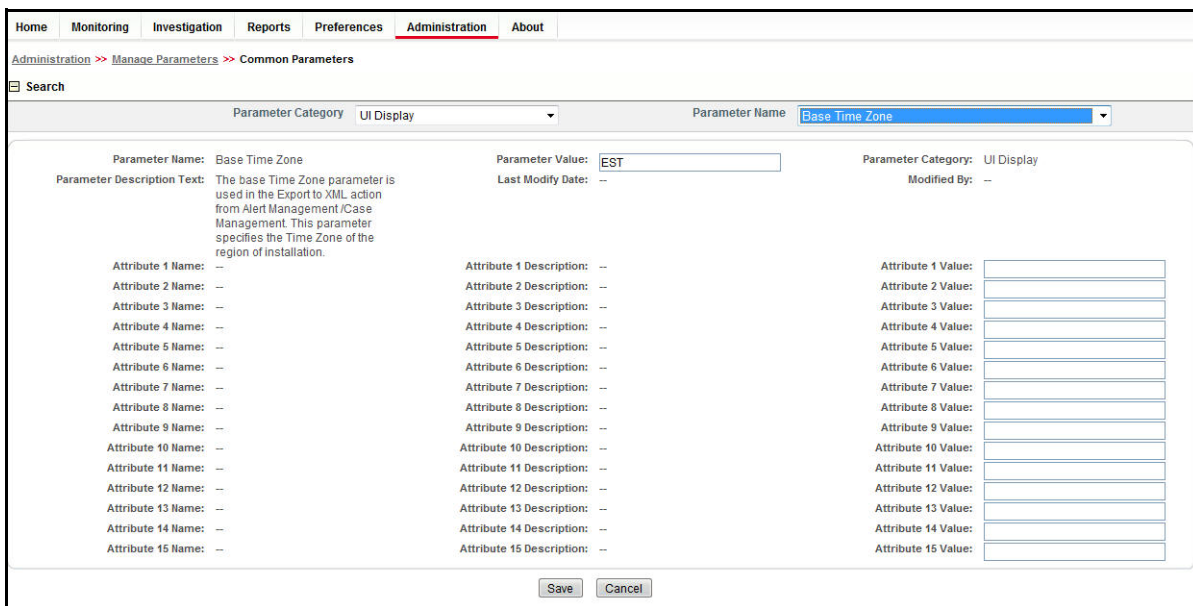 Home Monitoring Investigation Reports Preferences Administration About
Administration >> Manage Parameters >> Common Parameters
Search
Parameter Category UI Display Parameter Name Base Time Zone
Parameter Name: Base Time Zone Parameter Value: EST Parameter Category: UI Display
Parameter Description Text: The base Time Zone parameter is Last Modify Date: -- Modified By: --
used in the Export to XML action
from Alert Management /Case
Management. This parameter
specifies the Time Zone of the
region of installation.
Attribute 1 Name: -- Attribute 1 Description: -- Attribute 1 Value:
Attribute 2 Name: -- Attribute 2 Description: -- Attribute 2 Value:
Attribute 3 Name: -- Attribute 3 Description: -- Attribute 3 Value:
Attribute 4 Name: -- Attribute 4 Description: -- Attribute 4 Value:
Attribute 5 Name: -- Attribute 5 Description: -- Attribute 5 Value:
Attribute 6 Name: -- Attribute 6 Description: -- Attribute 6 Value:
Attribute 7 Name: -- Attribute 7 Description: -- Attribute 7 Value:
Attribute 8 Name: -- Attribute 8 Description: -- Attribute 8 Value:
Attribute 9 Name: -- Attribute 9 Description: -- Attribute 9 Value:
Attribute 10 Name: -- Attribute 10 Description: -- Attribute 10 Value:
Attribute 11 Name: -- Attribute 11 Description: -- Attribute 11 Value:
Attribute 12 Name: -- Attribute 12 Description: -- Attribute 12 Value:
Attribute 13 Name: -- Attribute 13 Description: -- Attribute 13 Value:
Attribute 14 Name: -- Attribute 14 Description: -- Attribute 14 Value:
Attribute 15 Name: -- Attribute 15 Description: -- Attribute 15 Value:
Save Cancel